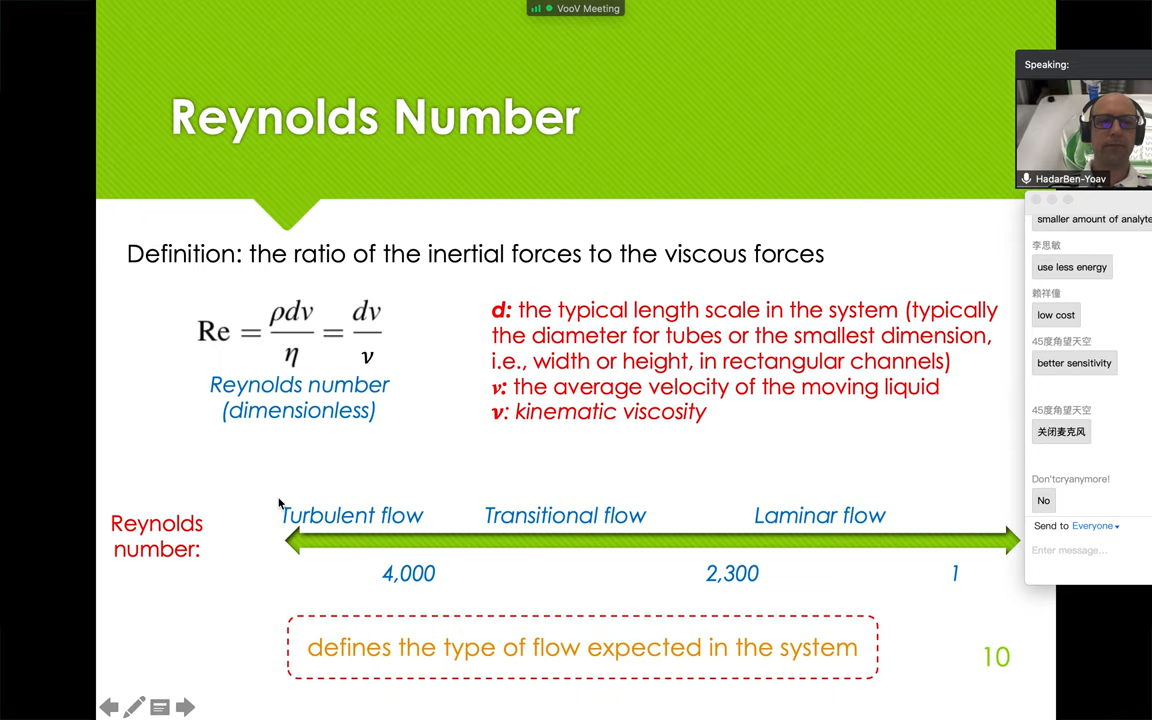 VooV Meeting
Reynolds Number
Speaking:
HadarBen-Yoav
Definition: the ratio of the inertial forces to the viscous forces
Re = ρdv/η = dv/ν
Reynolds number
(dimensionless)
d: the typical length scale in the system (typically
the diameter for tubes or the smallest dimension,
i.e., width or height, in rectangular channels)
v: the average velocity of the moving liquid
ν: kinematic viscosity
Reynolds
number:
Turbulent flow Transitional flow Laminar flow
4,000 2,300 1
defines the type of flow expected in the system
10
smaller amount of analyte
李思敏
use less energy
賴祥僮
low cost
45度角望天空
better sensitivity
45度角望天空
关闭麦克风
Don'tcryanymore!
No
Send to Everyone
Enter message...